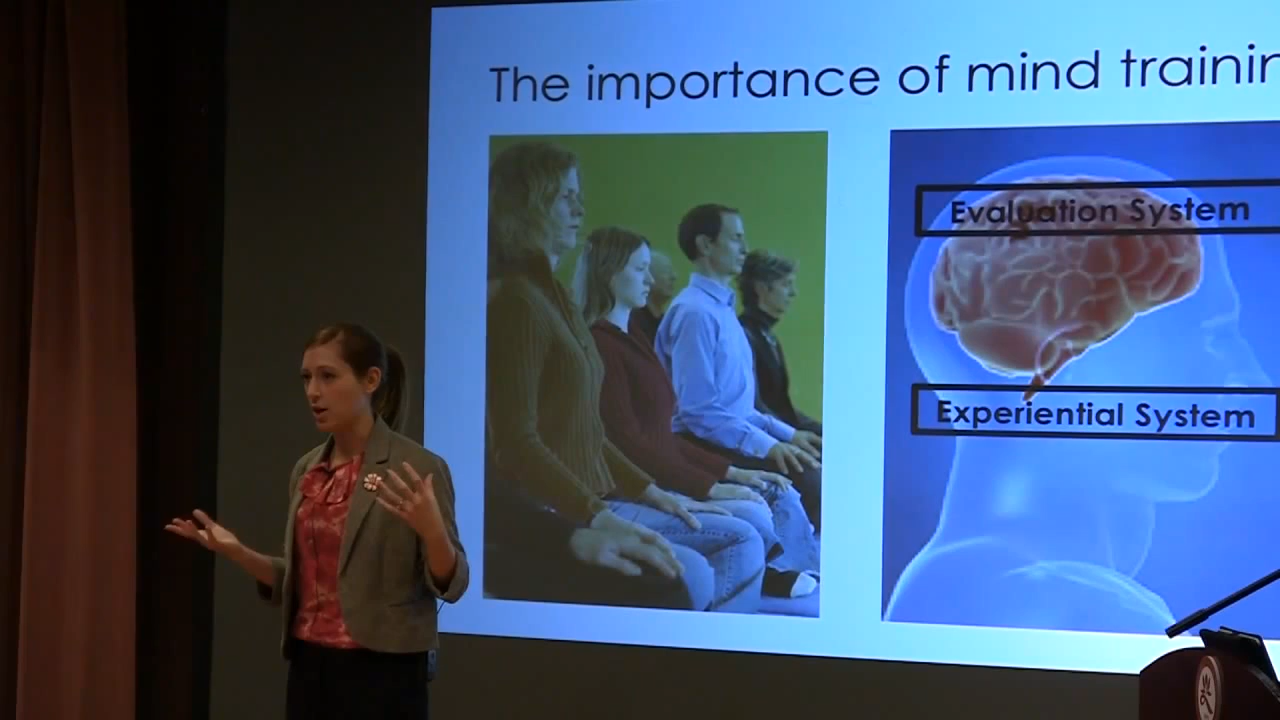 The importance of mind trainin
Evaluation System
Experiential System